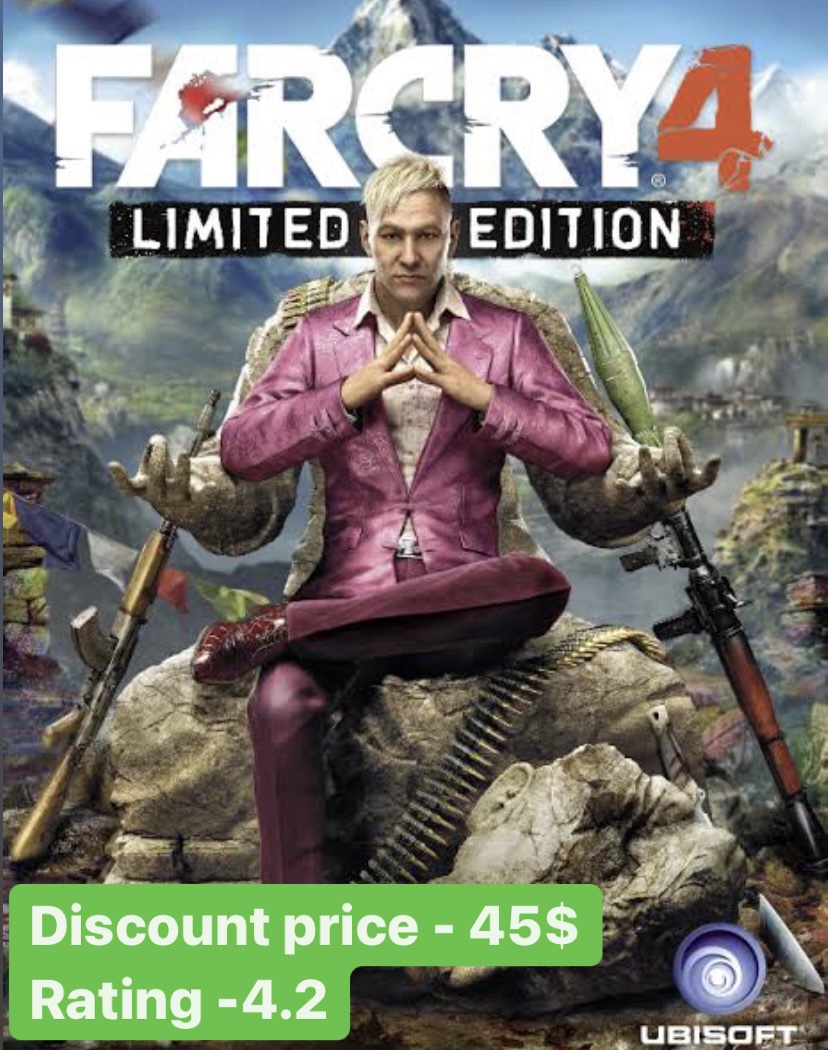 FARCRY4®
LIMITED EDITION
Discount price - 45$
Rating -4.2
UBISOFT